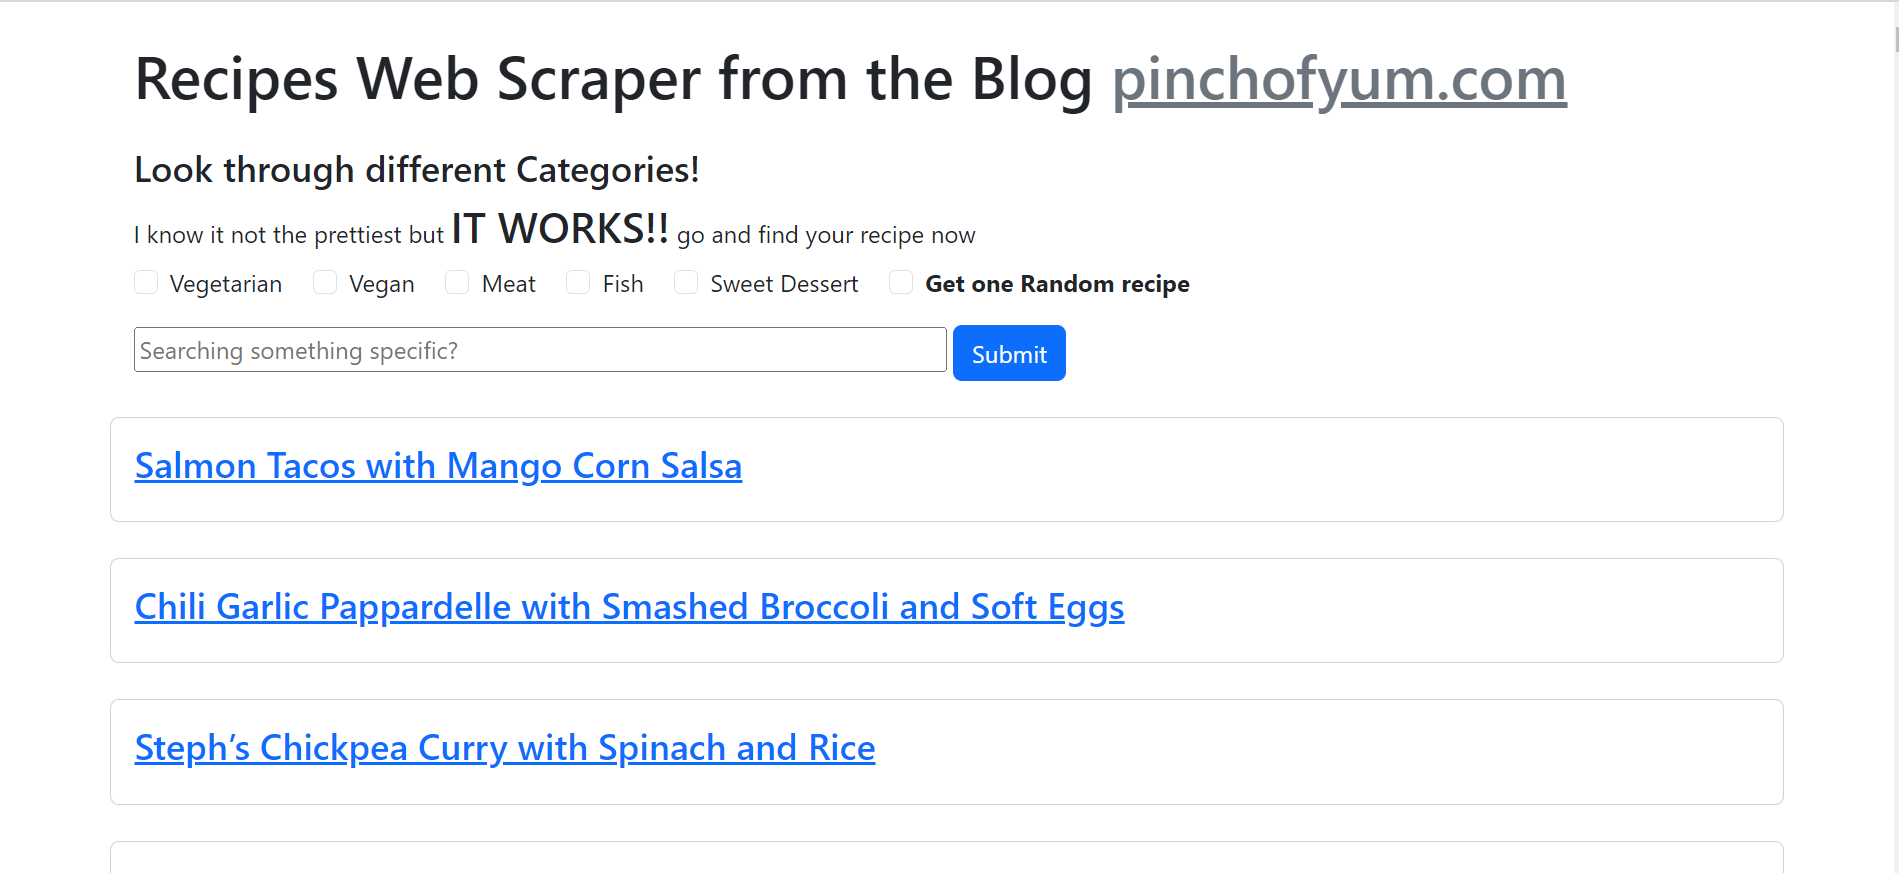 Recipes Web Scraper from the Blog pinchofyum.com
Look through different Categories!
I know it not the prettiest but IT WORKS!! go and find your recipe now
Vegetarian Vegan Meat Fish Sweet Dessert Get one Random recipe
Searching something specific? Submit
Salmon Tacos with Mango Corn Salsa
Chili Garlic Pappardelle with Smashed Broccoli and Soft Eggs
Steph’s Chickpea Curry with Spinach and Rice